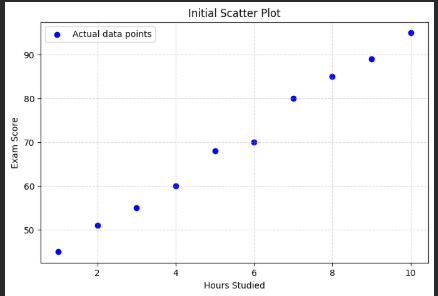 Initial Scatter Plot
Actual data points
90
80
70
60
50
Exam Score
2 4 6 8 10
Hours Studied